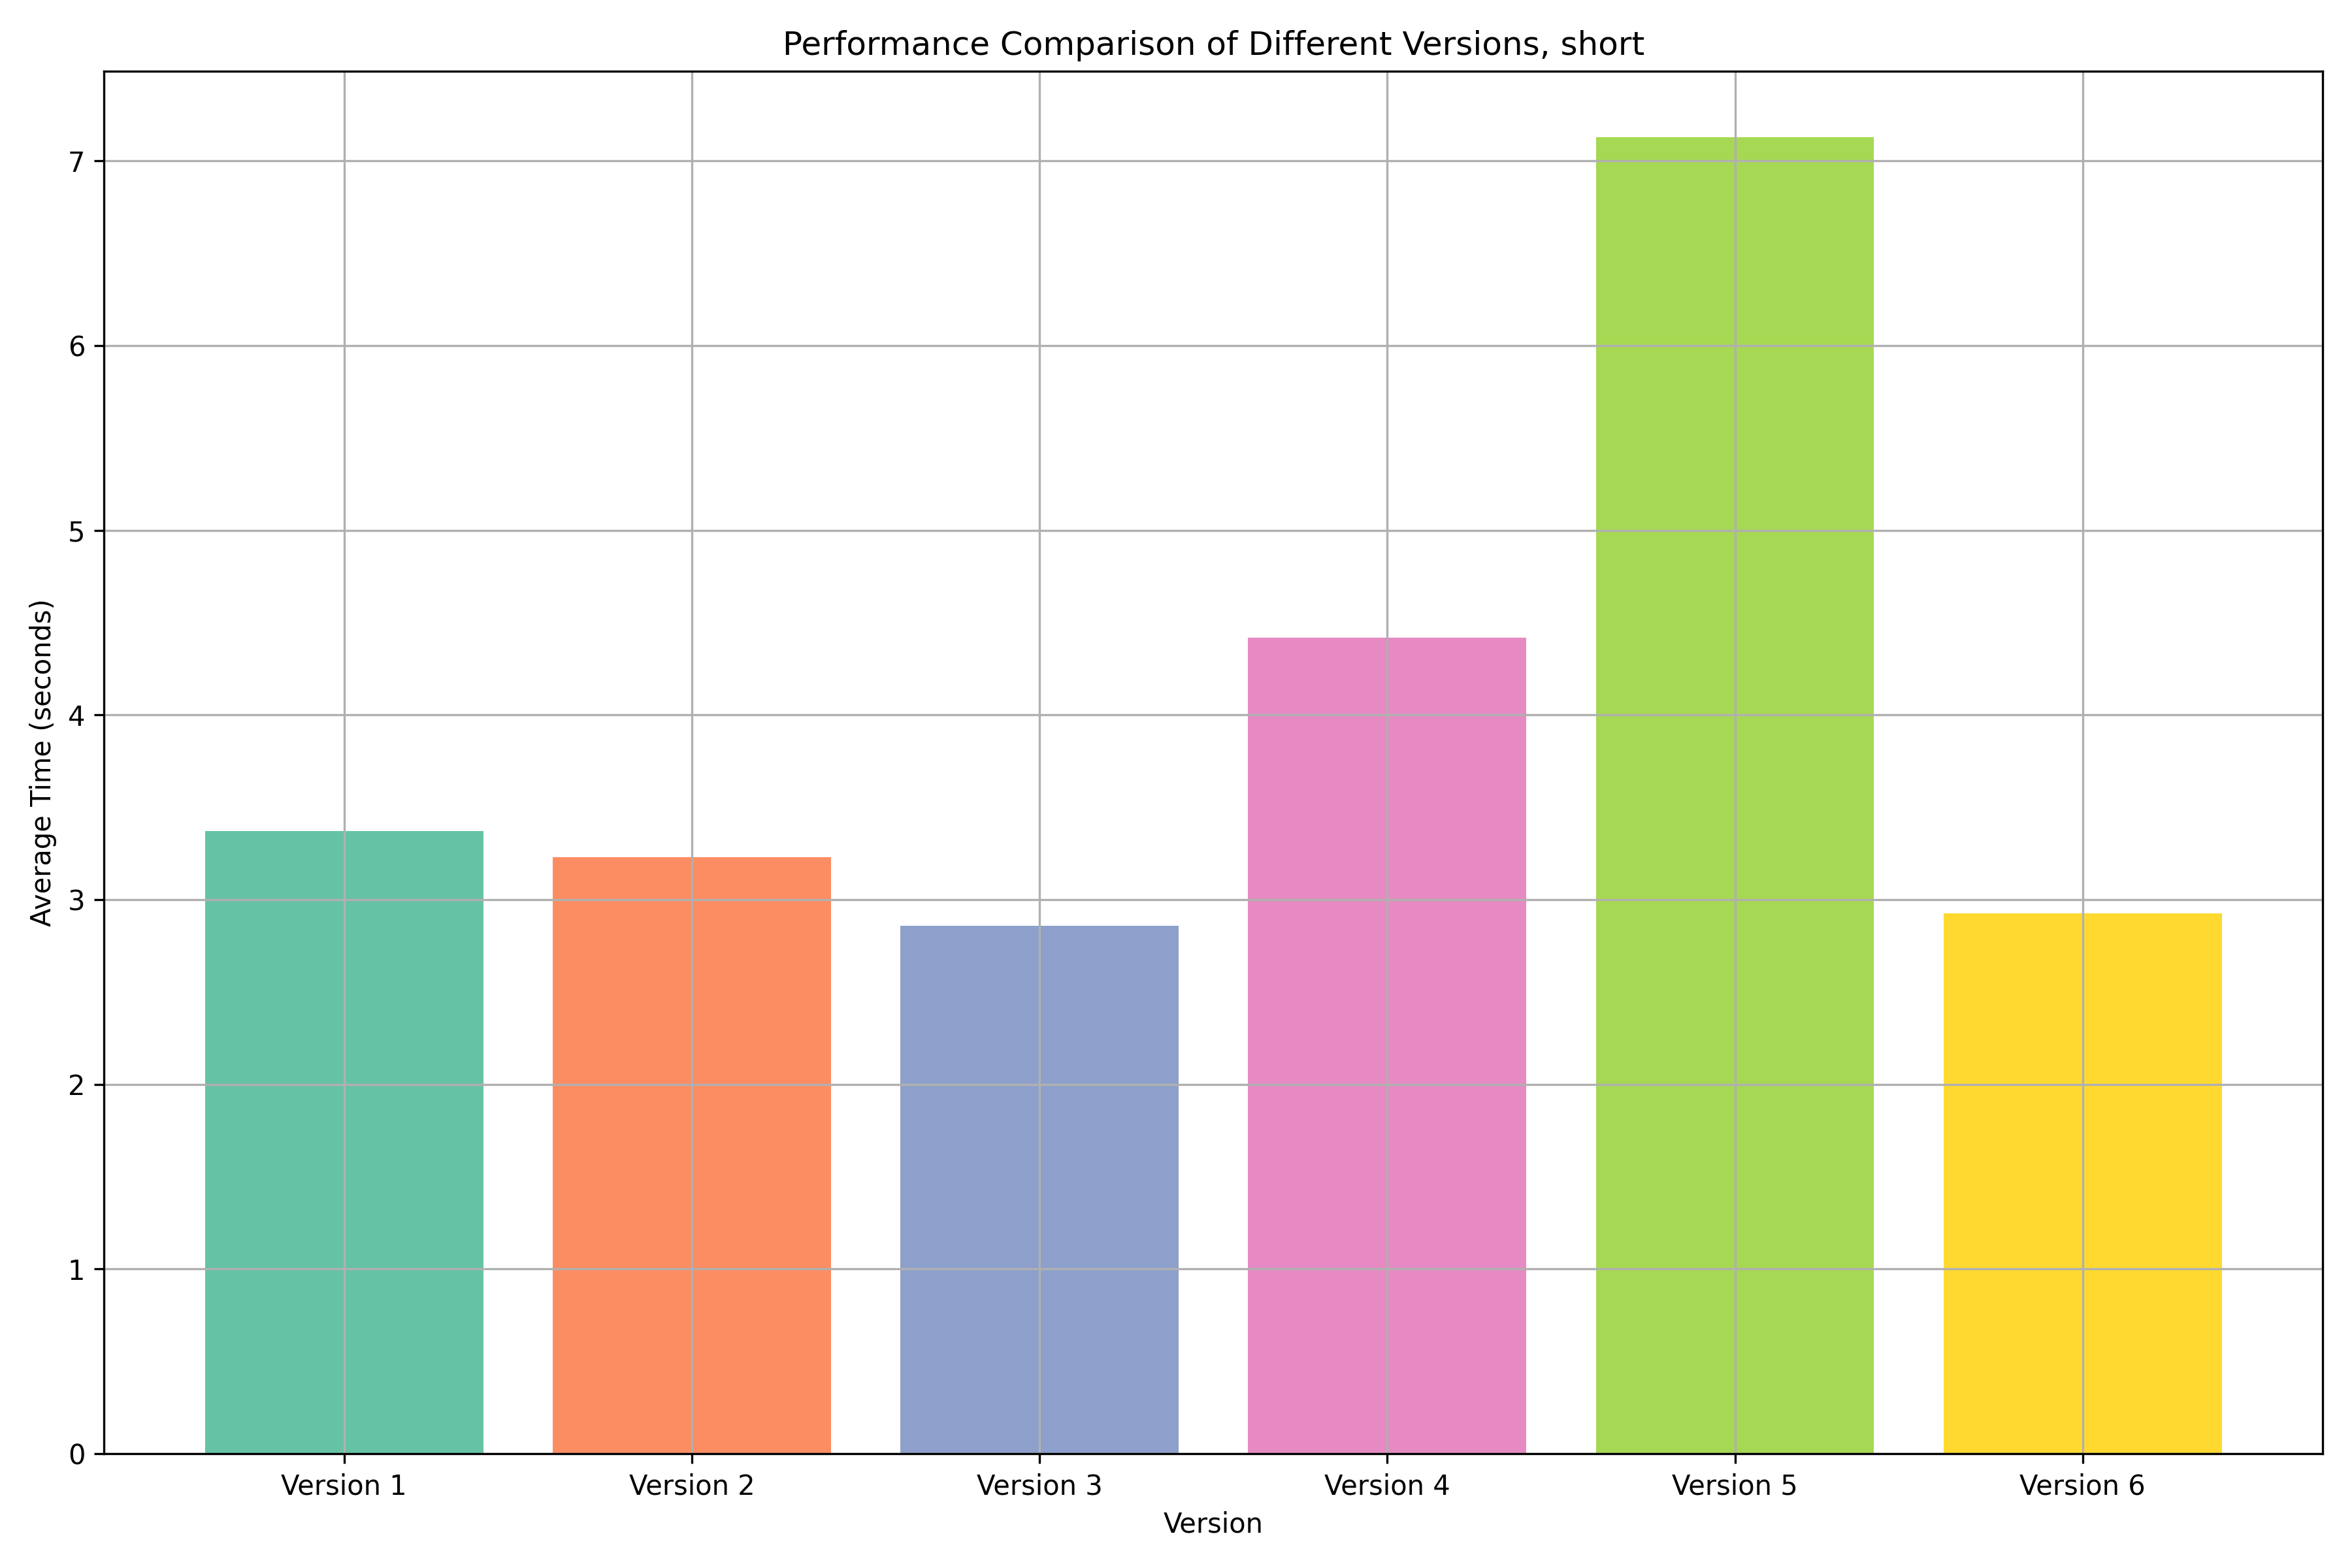 Performance Comparison of Different Versions, short
Average Time (seconds)
7
6
5
4
3
2
1
0
Version 1 Version 2 Version 3 Version 4 Version 5 Version 6
Version